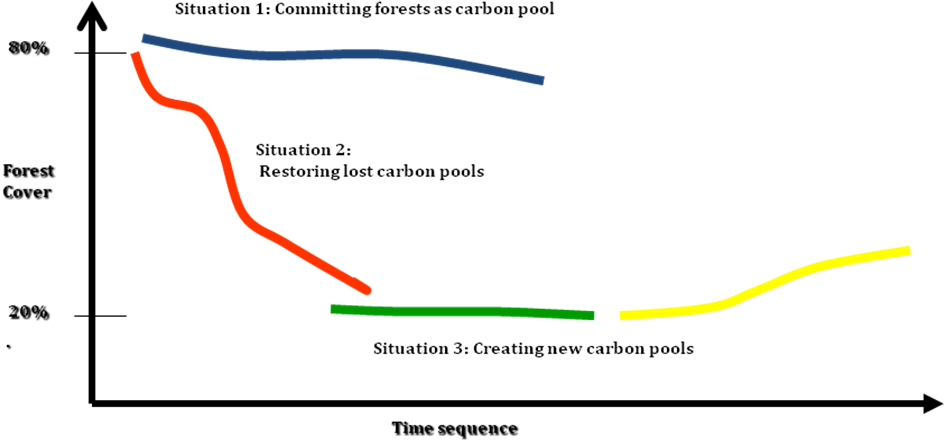 Situation 1: Committing forests as carbon pool
80%
Situation 2:
Restoring lost carbon pools
Forest
Cover
20%
.
Situation 3: Creating new carbon pools
Time sequence